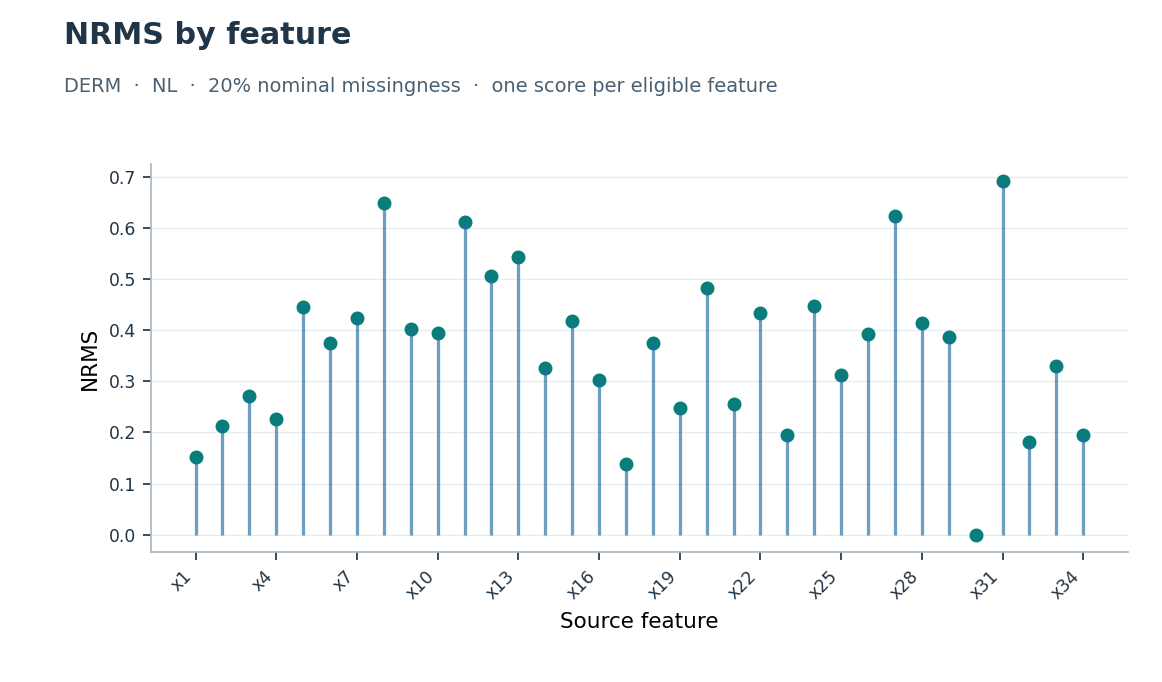 NRMS by feature
DERM · NL · 20% nominal missingness · one score per eligible feature
0.7
0.6
0.5
0.4
0.3
0.2
0.1
0.0
NRMS
x1 x4 x7 x10 x13 x16 x19 x22 x25 x28 x31 x34
Source feature